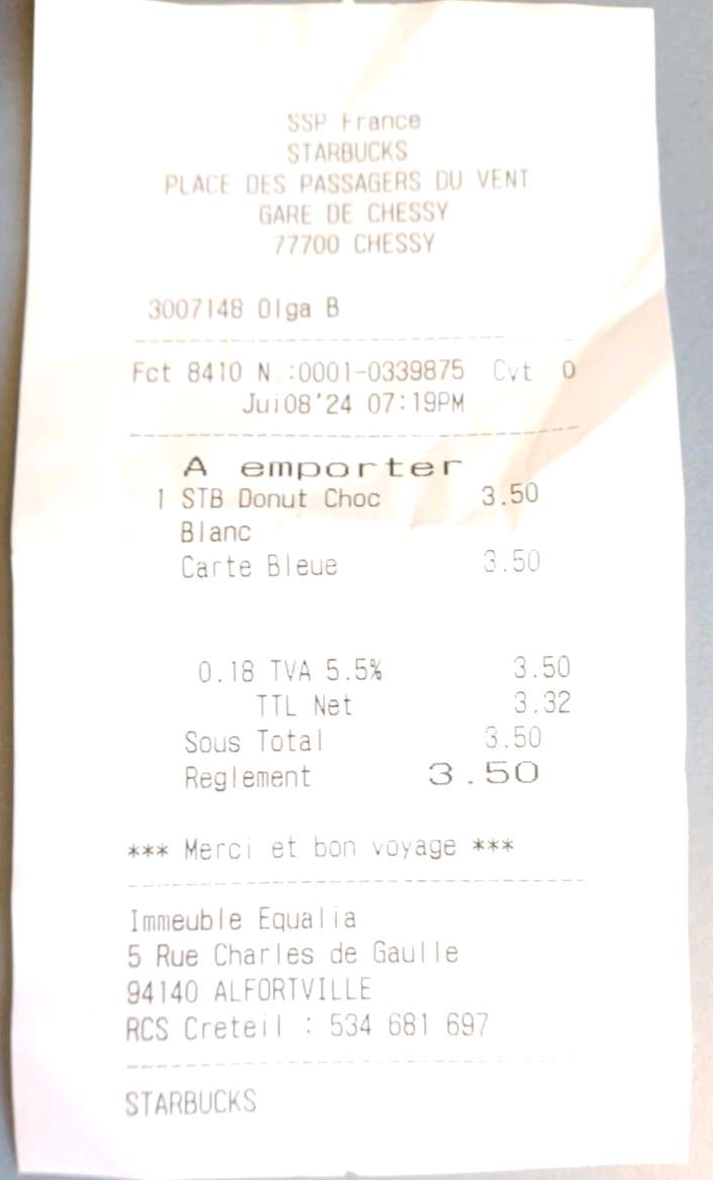 SSP France
STARBUCKS
PLACE DES PASSAGERS DU VENT
GARE DE CHESSY
77700 CHESSY
3007148 Olga B
Fct 8410 N :0001-0339875 Cvt 0
Jui08'24 07:19PM
A emporter
1 STB Donut Choc 3.50
Blanc
Carte Bleue 3.50
0.18 TVA 5.5% 3.50
TTL Net 3.32
Sous Total 3.50
Reglement 3.50
*** Merci et bon voyage ***
Immeuble Equalia
5 Rue Charles de Gaulle
94140 ALFORTVILLE
RCS Creteil : 534 681 697
STARBUCKS